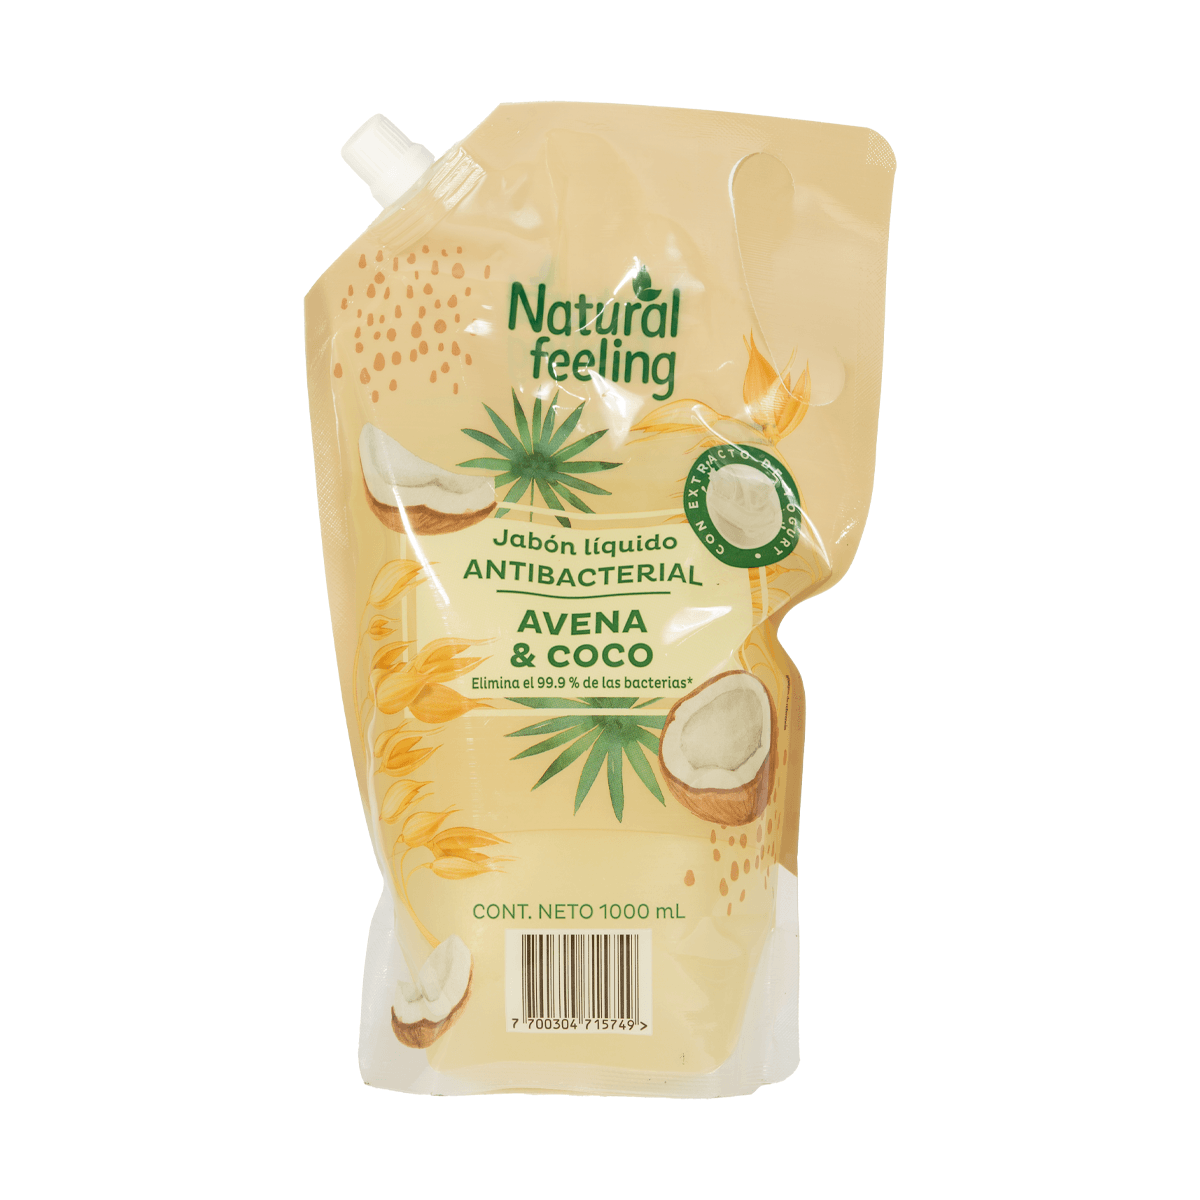 Natural
feeling
CON EXTRACTO DE YOGURT •
Jabón líquido
ANTIBACTERIAL
AVENA
& COCO
Elimina el 99.9 % de las bacterias*
CONT. NETO 1000 mL
7 700304 715749 >